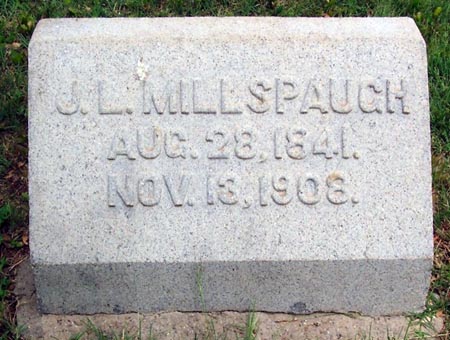 J. L. MILLSPAUGH
AUG. 28, 1841.
NOV. 13, 1908.